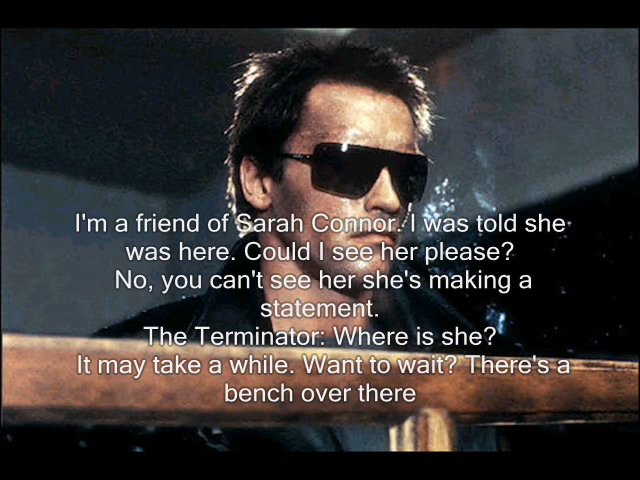 I'm a friend of Sarah Connor. I was told she
was here. Could I see her please?
No, you can't see her she's making a
statement.
The Terminator: Where is she?
It may take a while. Want to wait? There's a
bench over there